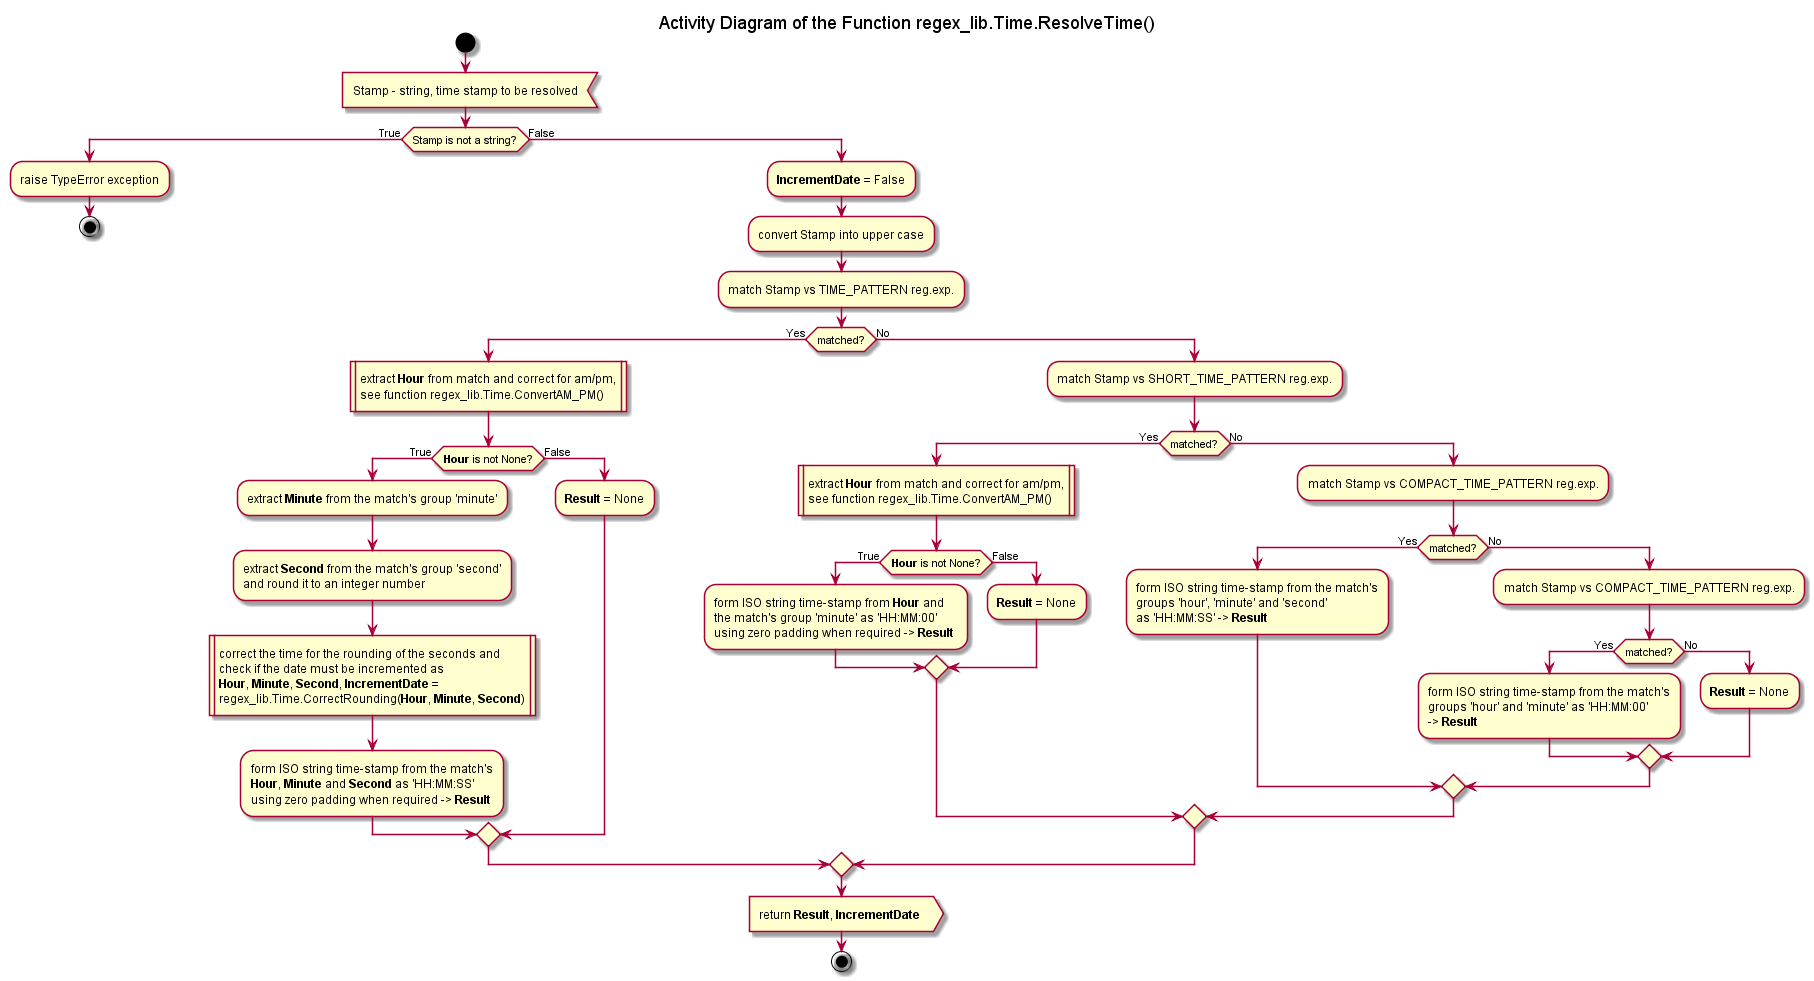 Activity Diagram of the Function regex_lib.Time.ResolveTime()
Stamp - string, time stamp to be resolved
Stamp is not a string?
True
False
raise TypeError exception
IncrementDate = False
convert Stamp into upper case
match Stamp vs TIME_PATTERN reg.exp.
matched?
Yes
No
extract Hour from match and correct for am/pm,
see function regex_lib.Time.ConvertAM_PM()
Hour is not None?
True
False
extract Minute from the match's group 'minute'
extract Second from the match's group 'second'
and round it to an integer number
correct the time for the rounding of the seconds and
check if the date must be incremented as
Hour, Minute, Second, IncrementDate =
regex_lib.Time.CorrectRounding(Hour, Minute, Second)
form ISO string time-stamp from the match's
Hour, Minute and Second as 'HH:MM:SS'
using zero padding when required -> Result
Result = None
match Stamp vs SHORT_TIME_PATTERN reg.exp.
matched?
Yes
No
extract Hour from match and correct for am/pm,
see function regex_lib.Time.ConvertAM_PM()
Hour is not None?
True
False
form ISO string time-stamp from Hour and
the match's group 'minute' as 'HH:MM:00'
using zero padding when required -> Result
Result = None
match Stamp vs COMPACT_TIME_PATTERN reg.exp.
matched?
Yes
No
form ISO string time-stamp from the match's
groups 'hour', 'minute' and 'second'
as 'HH:MM:SS' -> Result
match Stamp vs COMPACT_TIME_PATTERN reg.exp.
matched?
Yes
No
form ISO string time-stamp from the match's
groups 'hour' and 'minute' as 'HH:MM:00'
-> Result
Result = None
return Result, IncrementDate